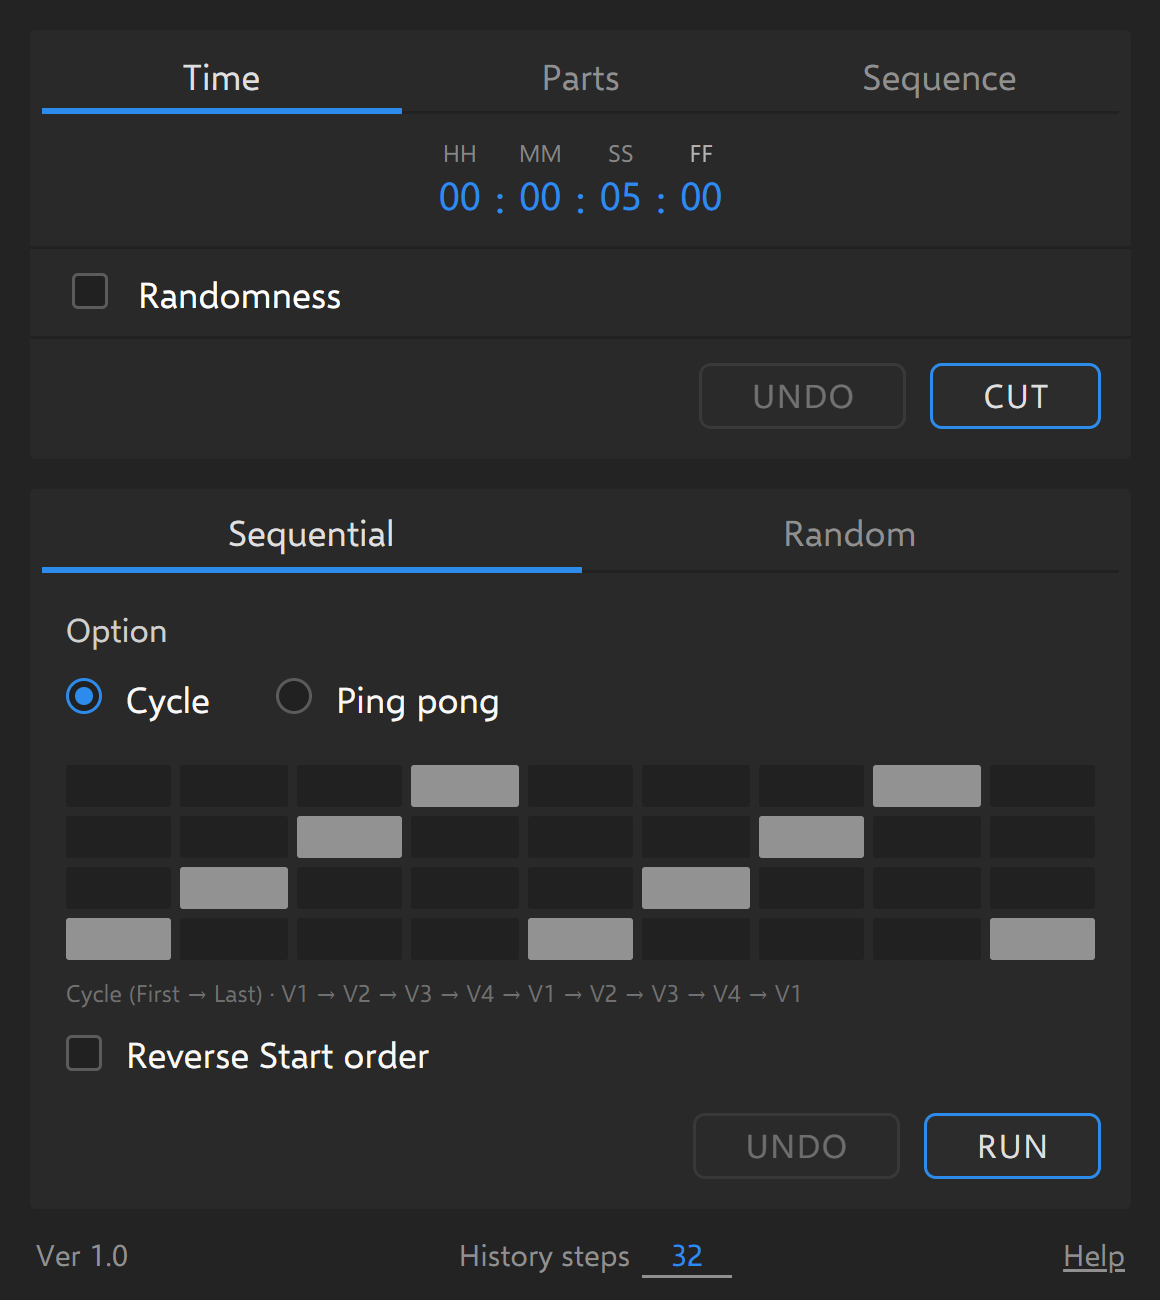 Time Parts Sequence
HH MM SS FF
00 : 00 : 05 : 00
Randomness
UNDO CUT
Sequential Random
Option
Cycle Ping pong
Cycle (First → Last) · V1 → V2 → V3 → V4 → V1 → V2 → V3 → V4 → V1
Reverse Start order
UNDO RUN
Ver 1.0 History steps 32 Help